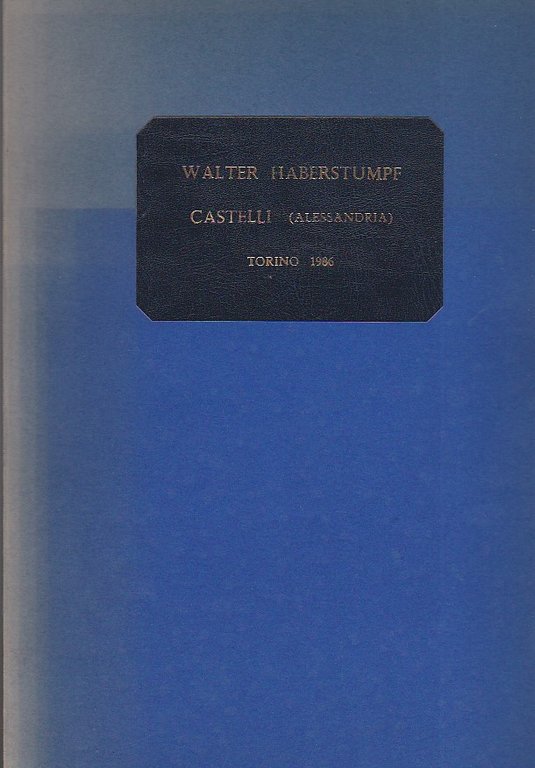 WALTER HABERSTUMPF
CASTELLI (ALESSANDRIA)
TORINO 1986